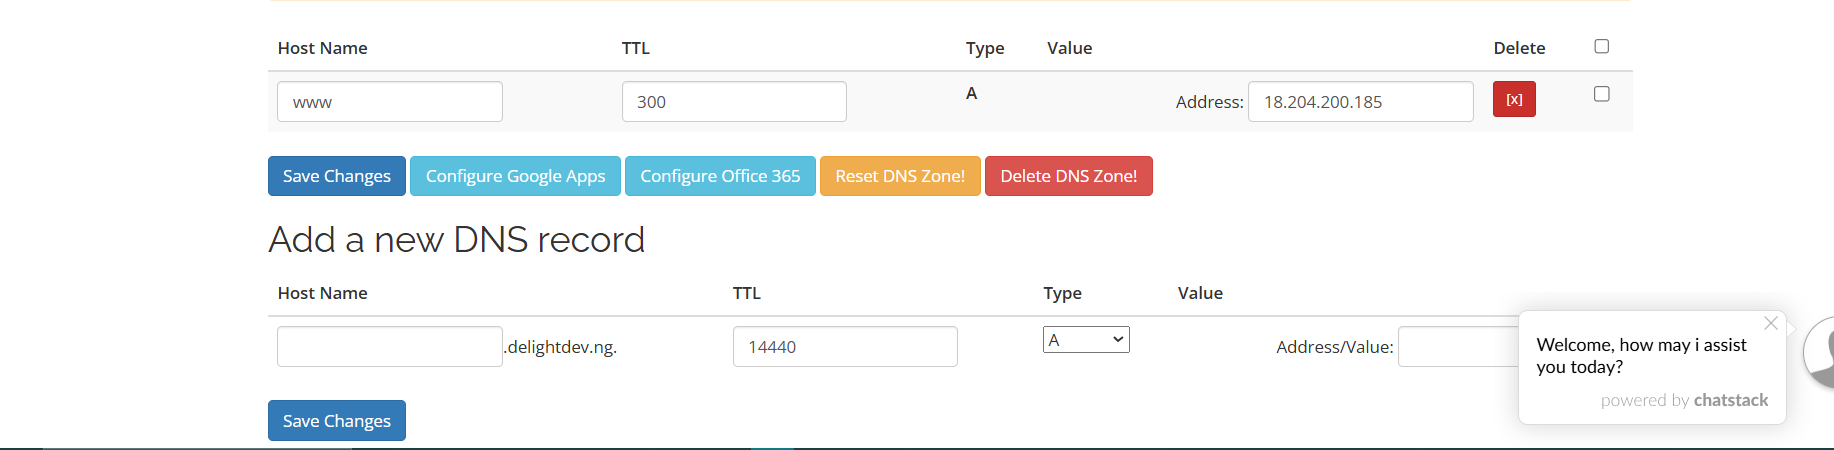 Host Name TTL Type Value Delete
www 300 A Address: 18.204.200.185 [x]
Save Changes Configure Google Apps Configure Office 365 Reset DNS Zone! Delete DNS Zone!
Add a new DNS record
Host Name TTL Type Value
.delightdev.ng. 14440 A Address/Value:
Welcome, how may i assist
you today?
powered by chatstack
Save Changes